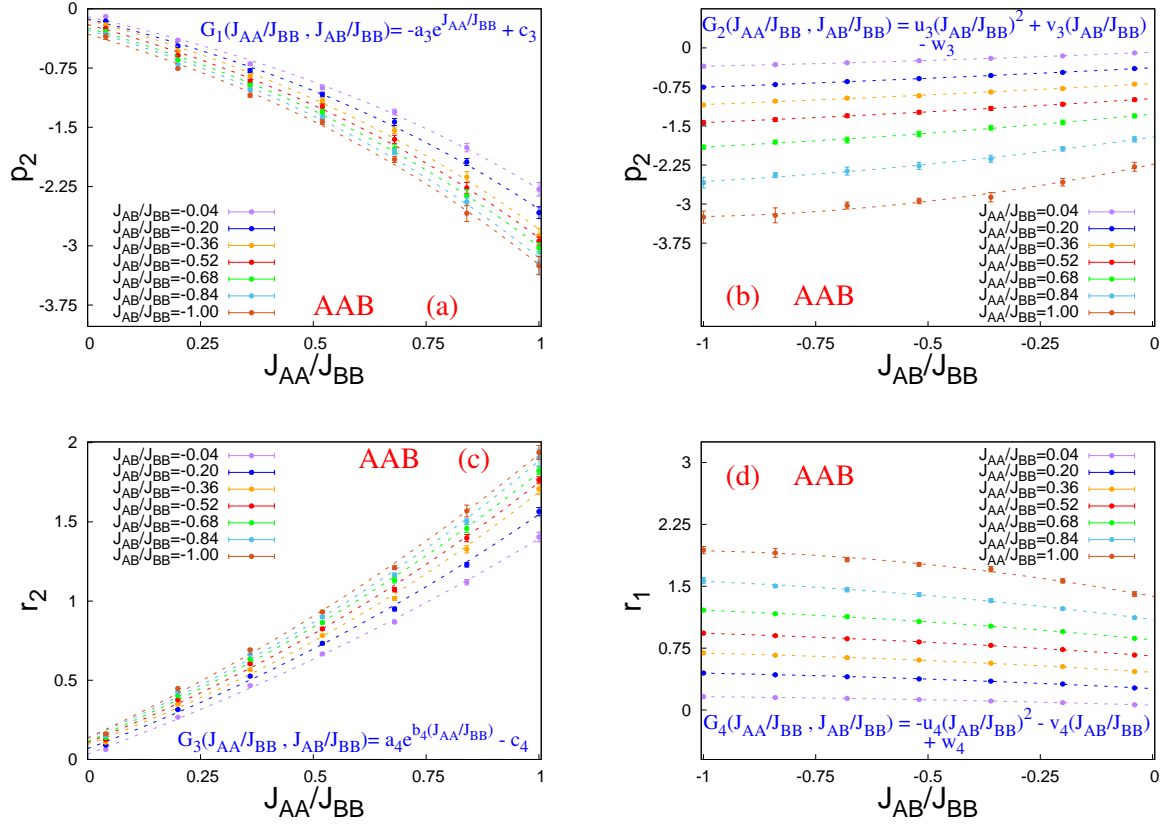 G1(JAA/JBB , JAB/JBB)= -a3e^JAA/JBB + c3
0
-0.75
-1.5
-2.25
-3
-3.75
p2
JAB/JBB=-0.04
JAB/JBB=-0.20
JAB/JBB=-0.36
JAB/JBB=-0.52
JAB/JBB=-0.68
JAB/JBB=-0.84
JAB/JBB=-1.00
AAB (a)
0 0.25 0.5 0.75 1
JAA/JBB
G2(JAA/JBB , JAB/JBB)= u3(JAB/JBB)^2 + v3(JAB/JBB)
- w3
0
-0.75
-1.5
-2.25
-3
-3.75
p2
JAA/JBB=0.04
JAA/JBB=0.20
JAA/JBB=0.36
JAA/JBB=0.52
JAA/JBB=0.68
JAA/JBB=0.84
JAA/JBB=1.00
(b) AAB
-1 -0.75 -0.5 -0.25 0
JAB/JBB
2
1.5
1
0.5
0
r2
JAB/JBB=-0.04
JAB/JBB=-0.20
JAB/JBB=-0.36
JAB/JBB=-0.52
JAB/JBB=-0.68
JAB/JBB=-0.84
JAB/JBB=-1.00
AAB (c)
G3(JAA/JBB , JAB/JBB)= a4e^b4(JAA/JBB) - c4
0 0.25 0.5 0.75 1
JAA/JBB
3
2.25
1.5
0.75
0
r1
(d) AAB
JAA/JBB=0.04
JAA/JBB=0.20
JAA/JBB=0.36
JAA/JBB=0.52
JAA/JBB=0.68
JAA/JBB=0.84
JAA/JBB=1.00
G4(JAA/JBB , JAB/JBB) = -u4(JAB/JBB)^2 - v4(JAB/JBB)
+ w4
-1 -0.75 -0.5 -0.25 0
JAB/JBB